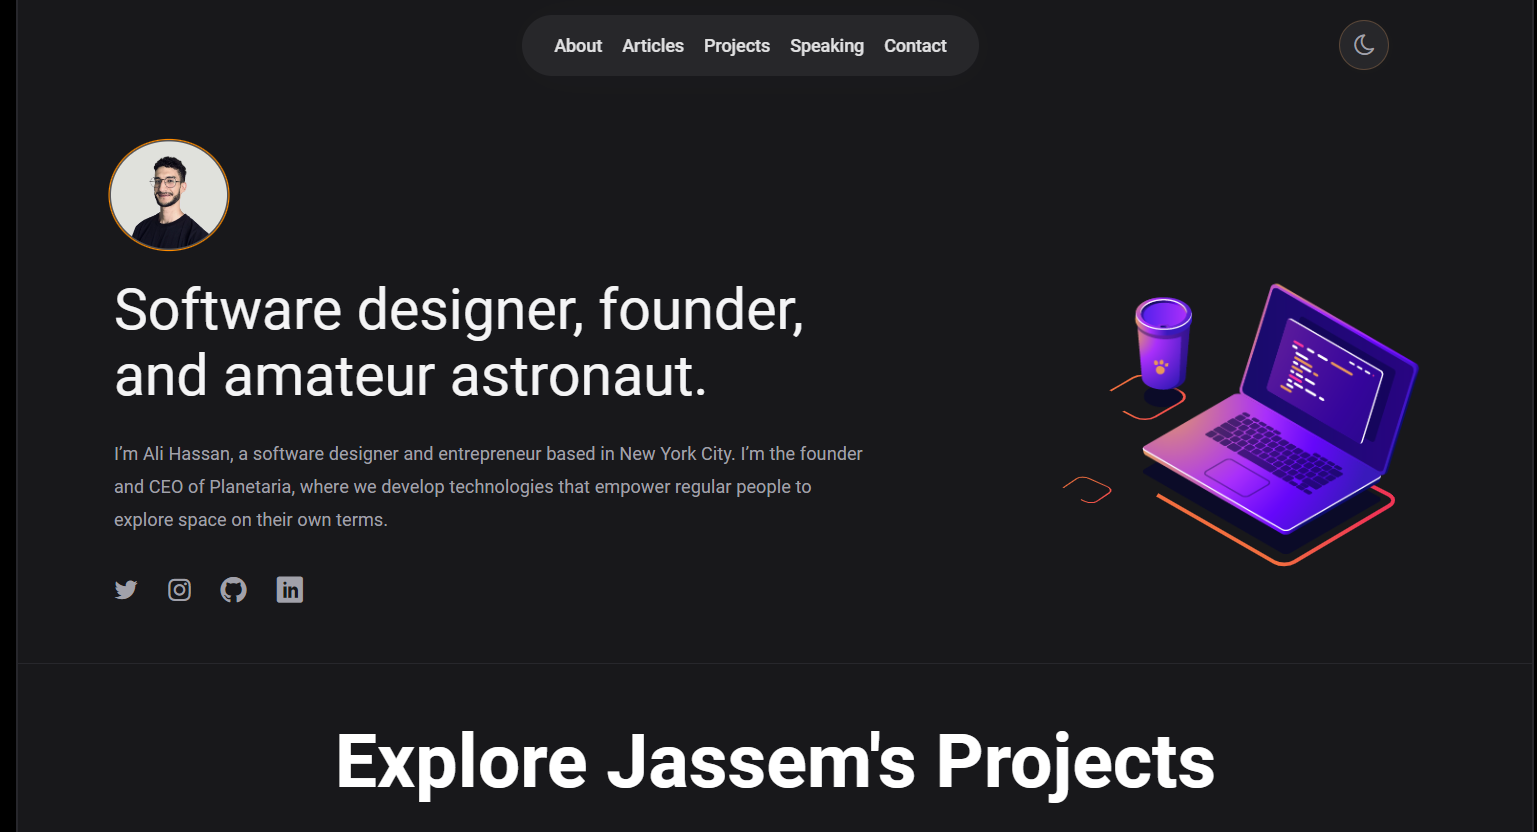 About Articles Projects Speaking Contact
Software designer, founder,
and amateur astronaut.
I’m Ali Hassan, a software designer and entrepreneur based in New York City. I’m the founder
and CEO of Planetaria, where we develop technologies that empower regular people to
explore space on their own terms.
in
Explore Jassem's Projects